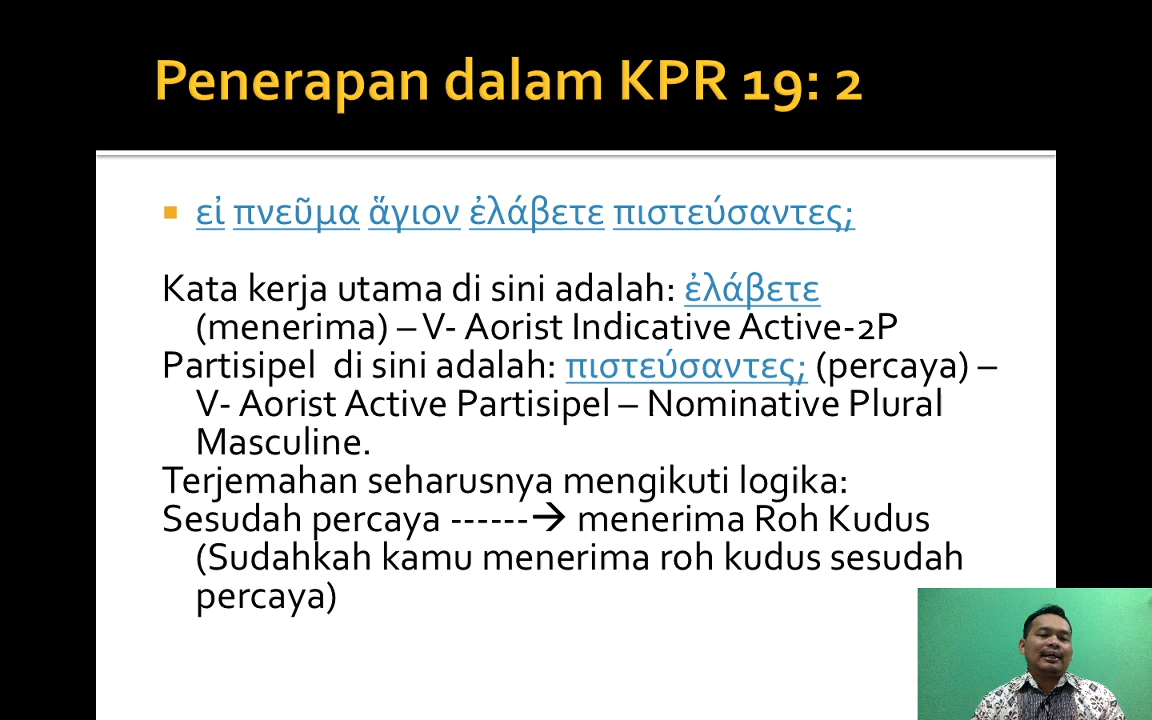 Penerapan dalam KPR 19: 2
εἰ πνεῦμα ἅγιον ἐλάβετε πιστεύσαντες;
Kata kerja utama di sini adalah: ἐλάβετε
(menerima) – V- Aorist Indicative Active-2P
Partisipel di sini adalah: πιστεύσαντες; (percaya) –
V- Aorist Active Partisipel – Nominative Plural
Masculine.
Terjemahan seharusnya mengikuti logika:
Sesudah percaya ------→ menerima Roh Kudus
(Sudahkah kamu menerima roh kudus sesudah
percaya)